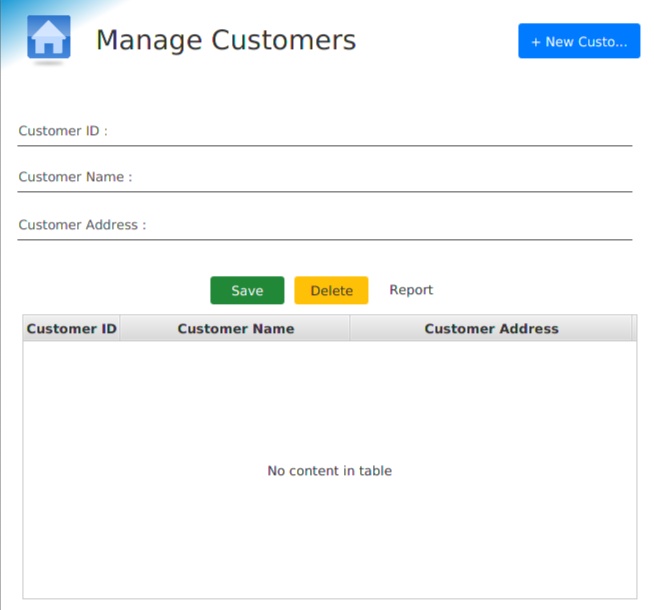 Manage Customers
+ New Custo...
Customer ID :
Customer Name :
Customer Address :
Save Delete Report
Customer ID Customer Name Customer Address
No content in table